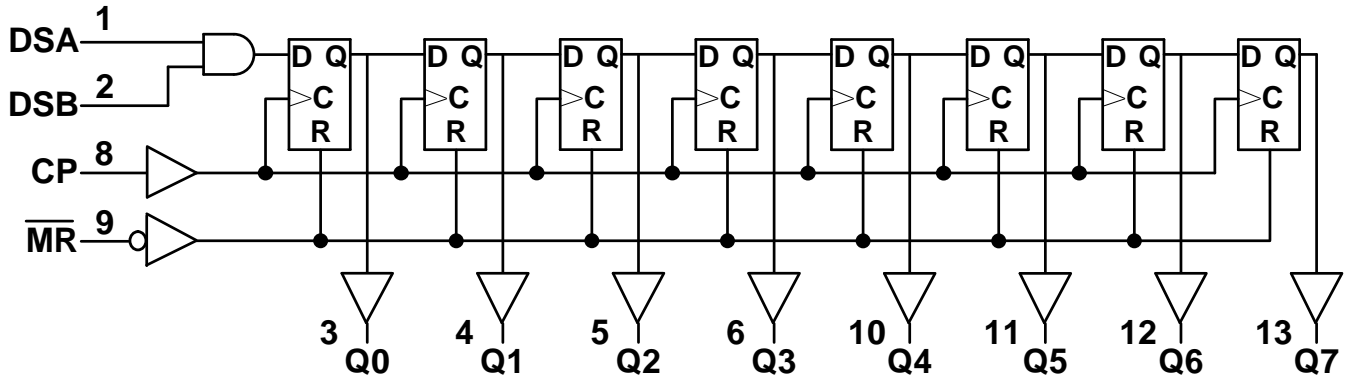 DSA 1
D Q D Q D Q D Q D Q D Q D Q D Q
DSB 2
C C C C C C C C
R R R R R R R R
CP 8
M̅R̅ 9
3 4 5 6 10 11 12 13
Q0 Q1 Q2 Q3 Q4 Q5 Q6 Q7